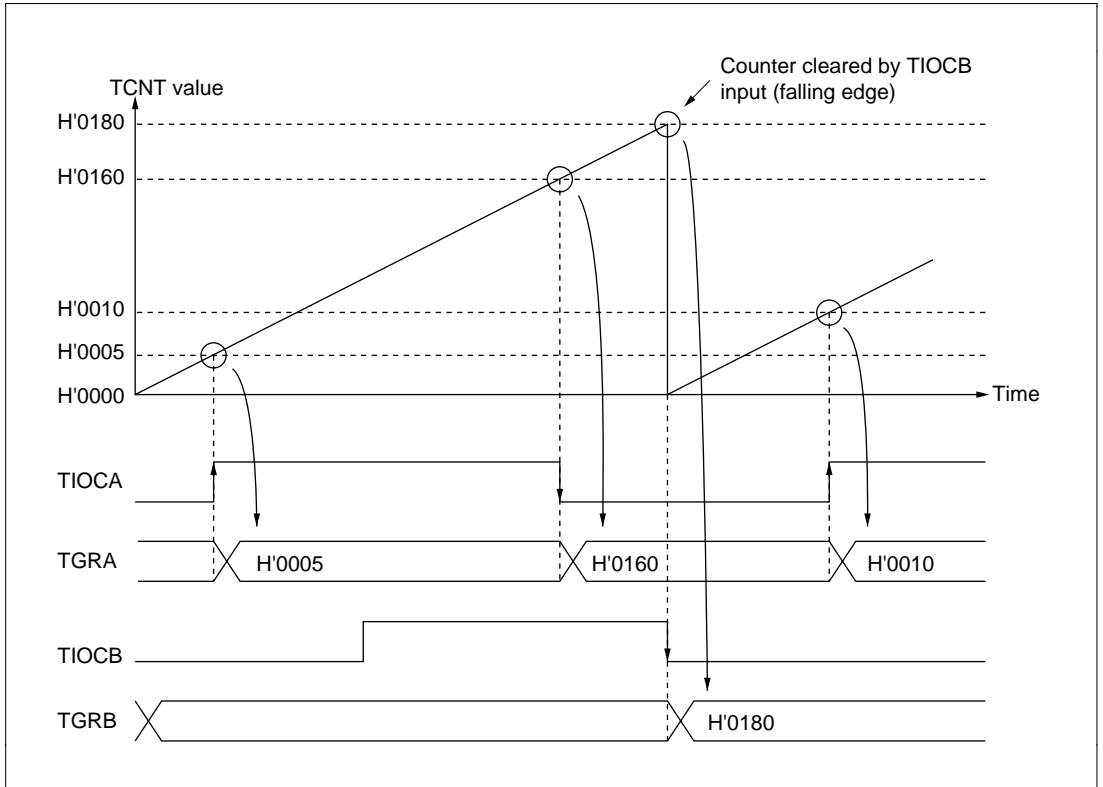 Counter cleared by TIOCB
input (falling edge)
TCNT value
H'0180
H'0160
H'0010
H'0005
H'0000
Time
TIOCA
TGRA
H'0005
H'0160
H'0010
TIOCB
TGRB
H'0180